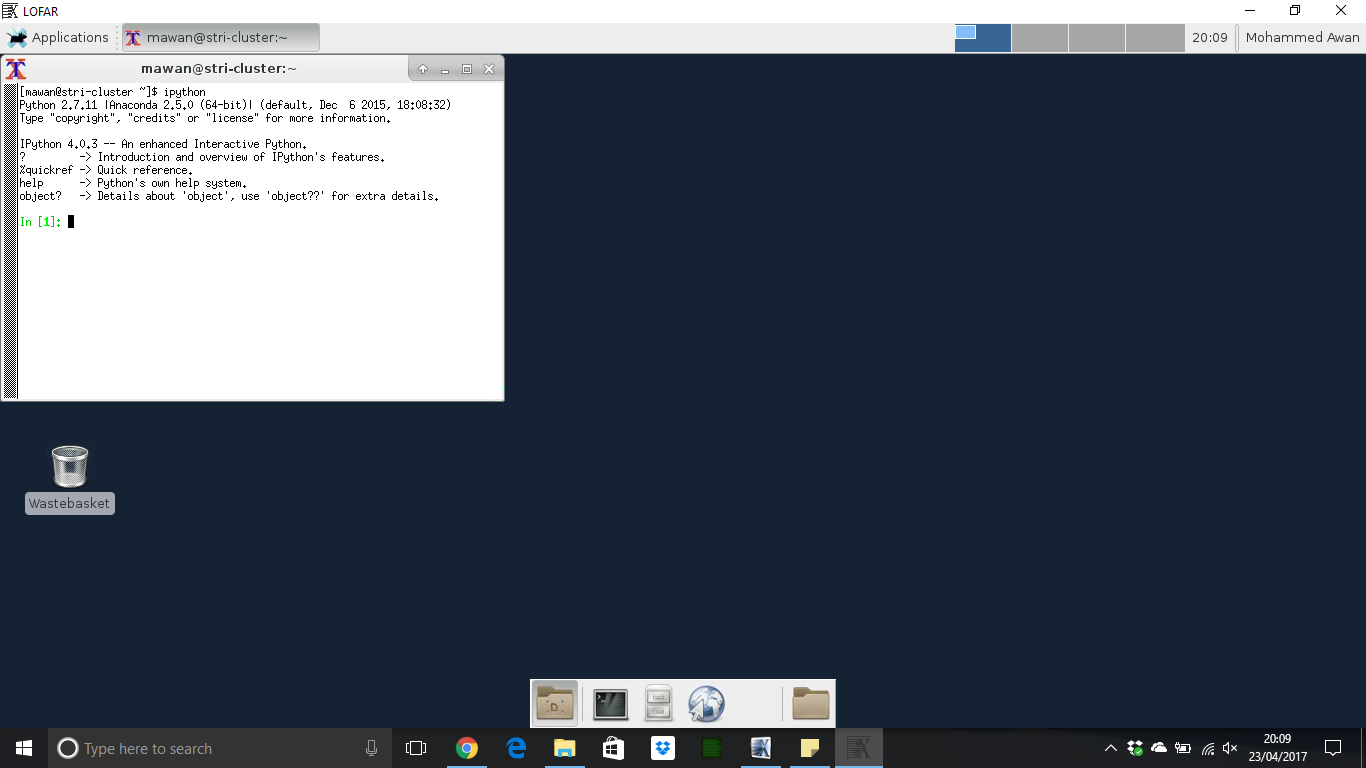 LOFAR
Applications
mawan@stri-cluster:~
20:09
Mohammed Awan
mawan@stri-cluster:~
[mawan@stri-cluster ~]$ ipython
Python 2.7.11 |Anaconda 2.5.0 (64-bit)| (default, Dec  6 2015, 18:08:32)
Type "copyright", "credits" or "license" for more information.
IPython 4.0.3 -- An enhanced Interactive Python.
?         -> Introduction and overview of IPython's features.
%quickref -> Quick reference.
help      -> Python's own help system.
object?   -> Details about 'object', use 'object??' for extra details.
In [1]:
Wastebasket
Type here to search
20:09
23/04/2017